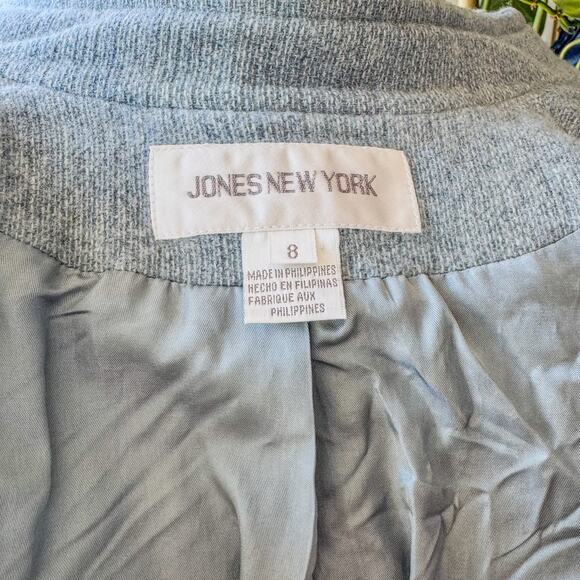 JONES NEW YORK
8
MADE IN PHILIPPINES
HECHO EN FILIPINAS
FABRIQUE AUX
PHILIPPINES